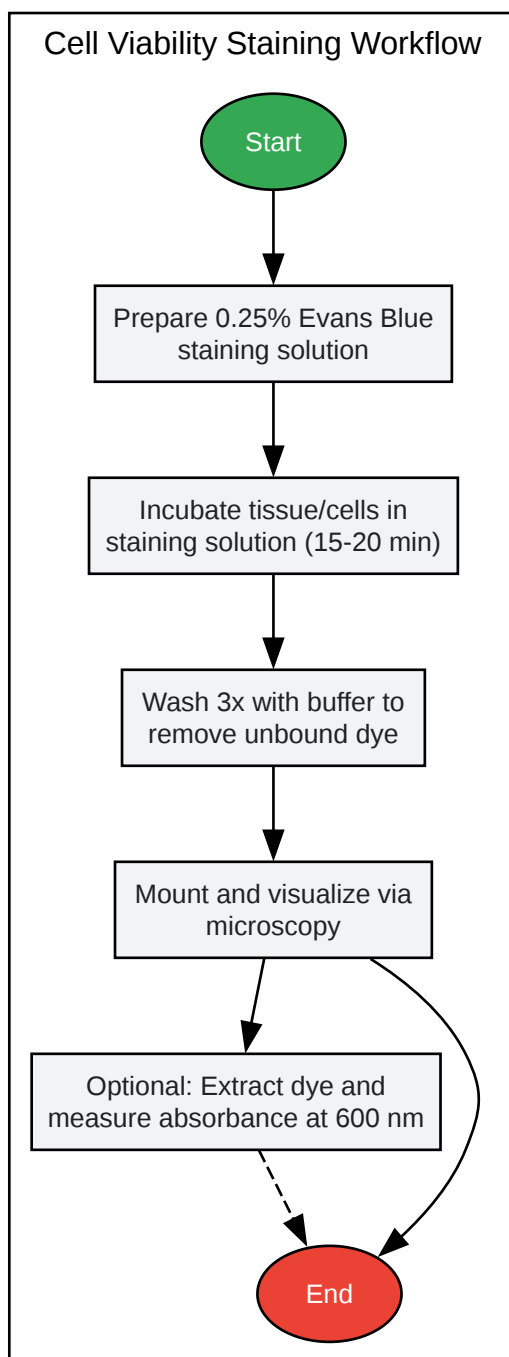 Cell Viability Staining Workflow
Start
Prepare 0.25% Evans Blue
staining solution
Incubate tissue/cells in
staining solution (15-20 min)
Wash 3x with buffer to
remove unbound dye
Mount and visualize via
microscopy
Optional: Extract dye and
measure absorbance at 600 nm
End